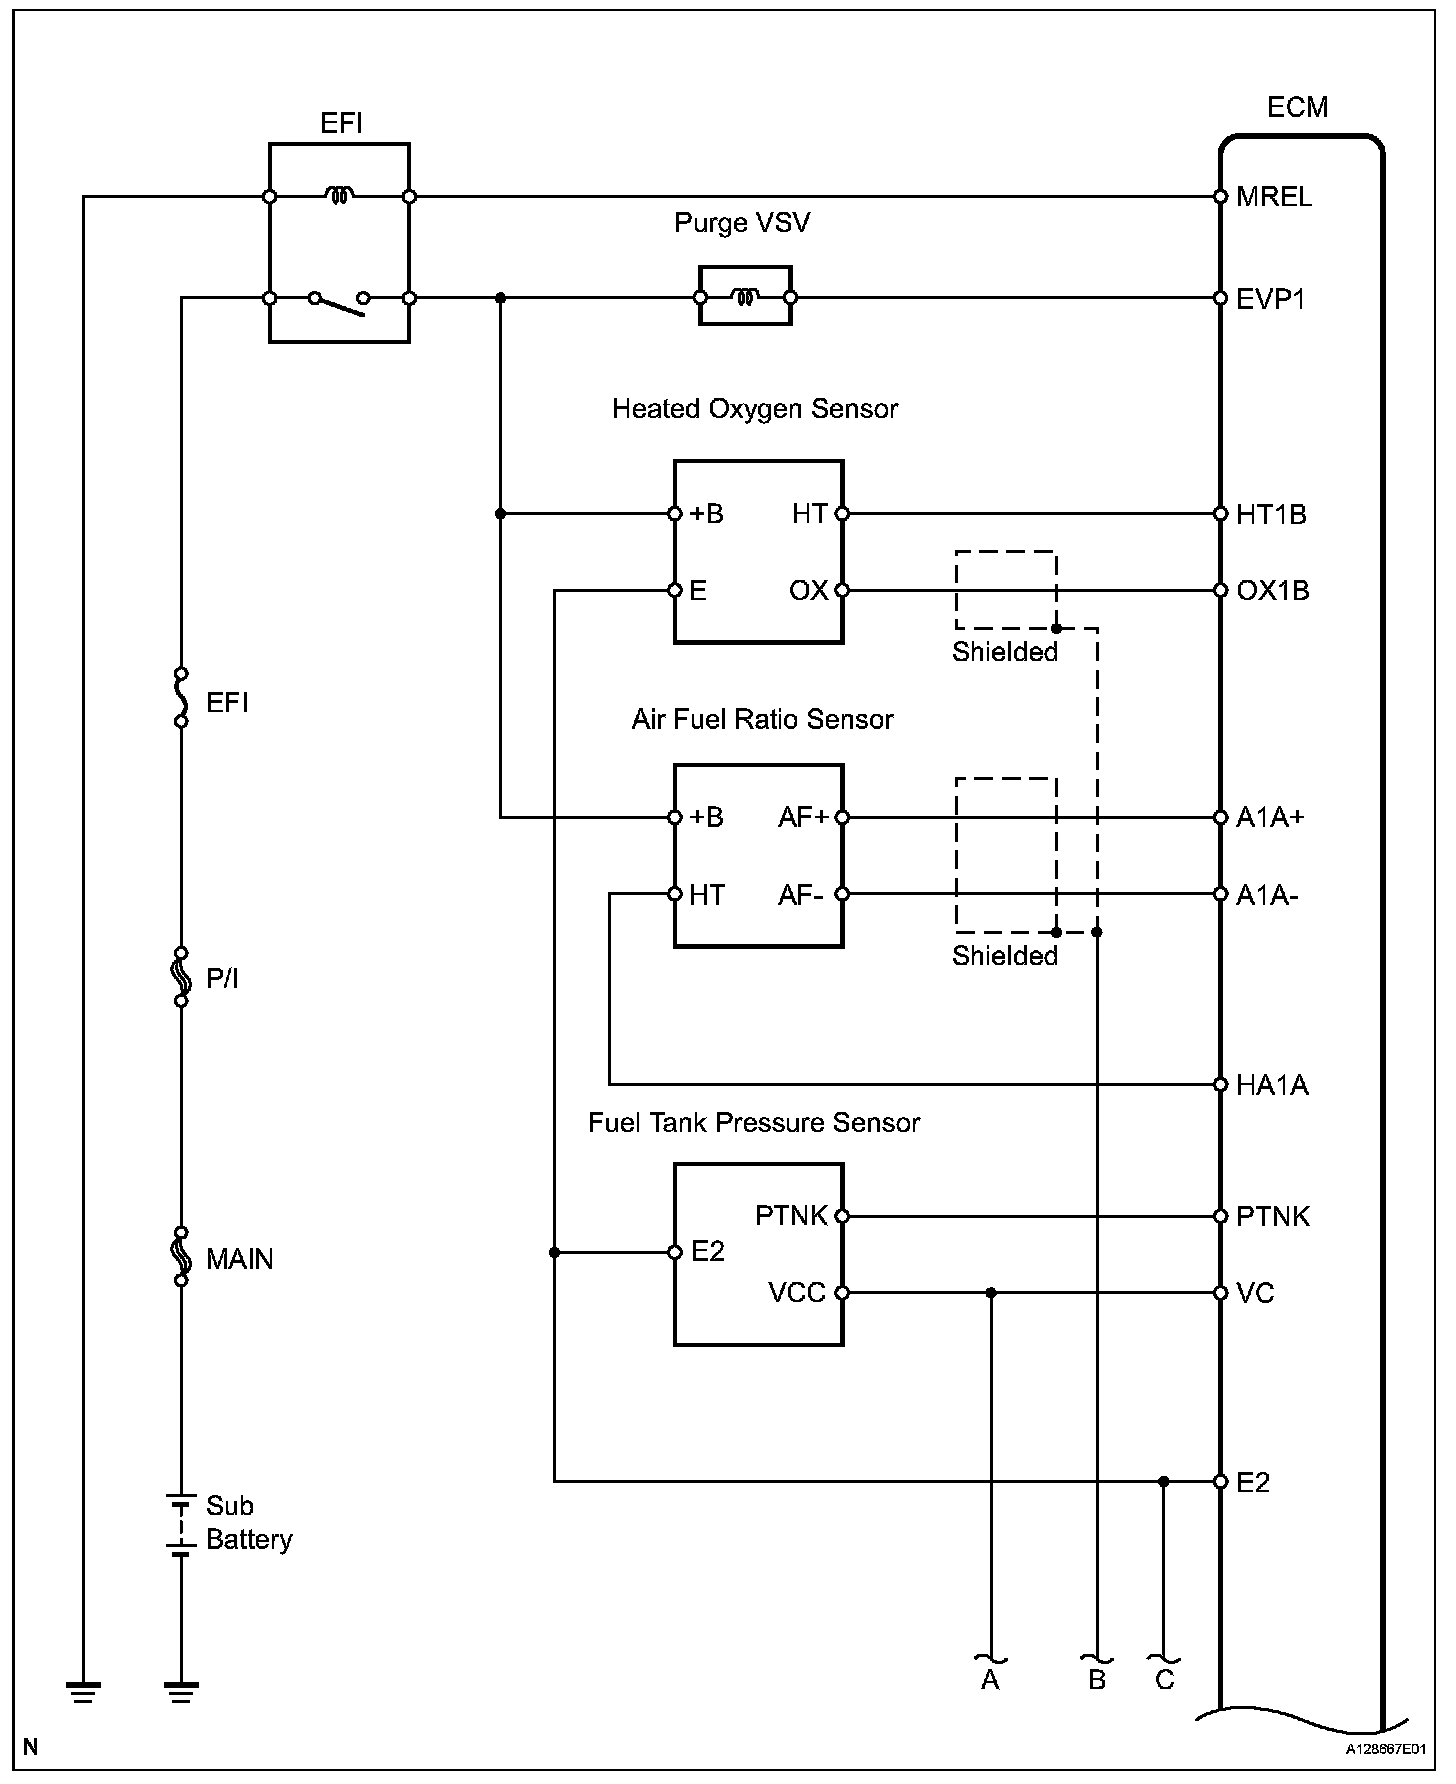 ECM
EFI
MREL
Purge VSV
EVP1
Heated Oxygen Sensor
+B
HT
HT1B
E
OX
OX1B
Shielded
EFI
Air Fuel Ratio Sensor
+B
AF+
A1A+
HT
AF-
A1A-
Shielded
P/I
HA1A
Fuel Tank Pressure Sensor
PTNK
PTNK
E2
MAIN
VCC
VC
E2
Sub
Battery
A
B
C
N
A128667E01